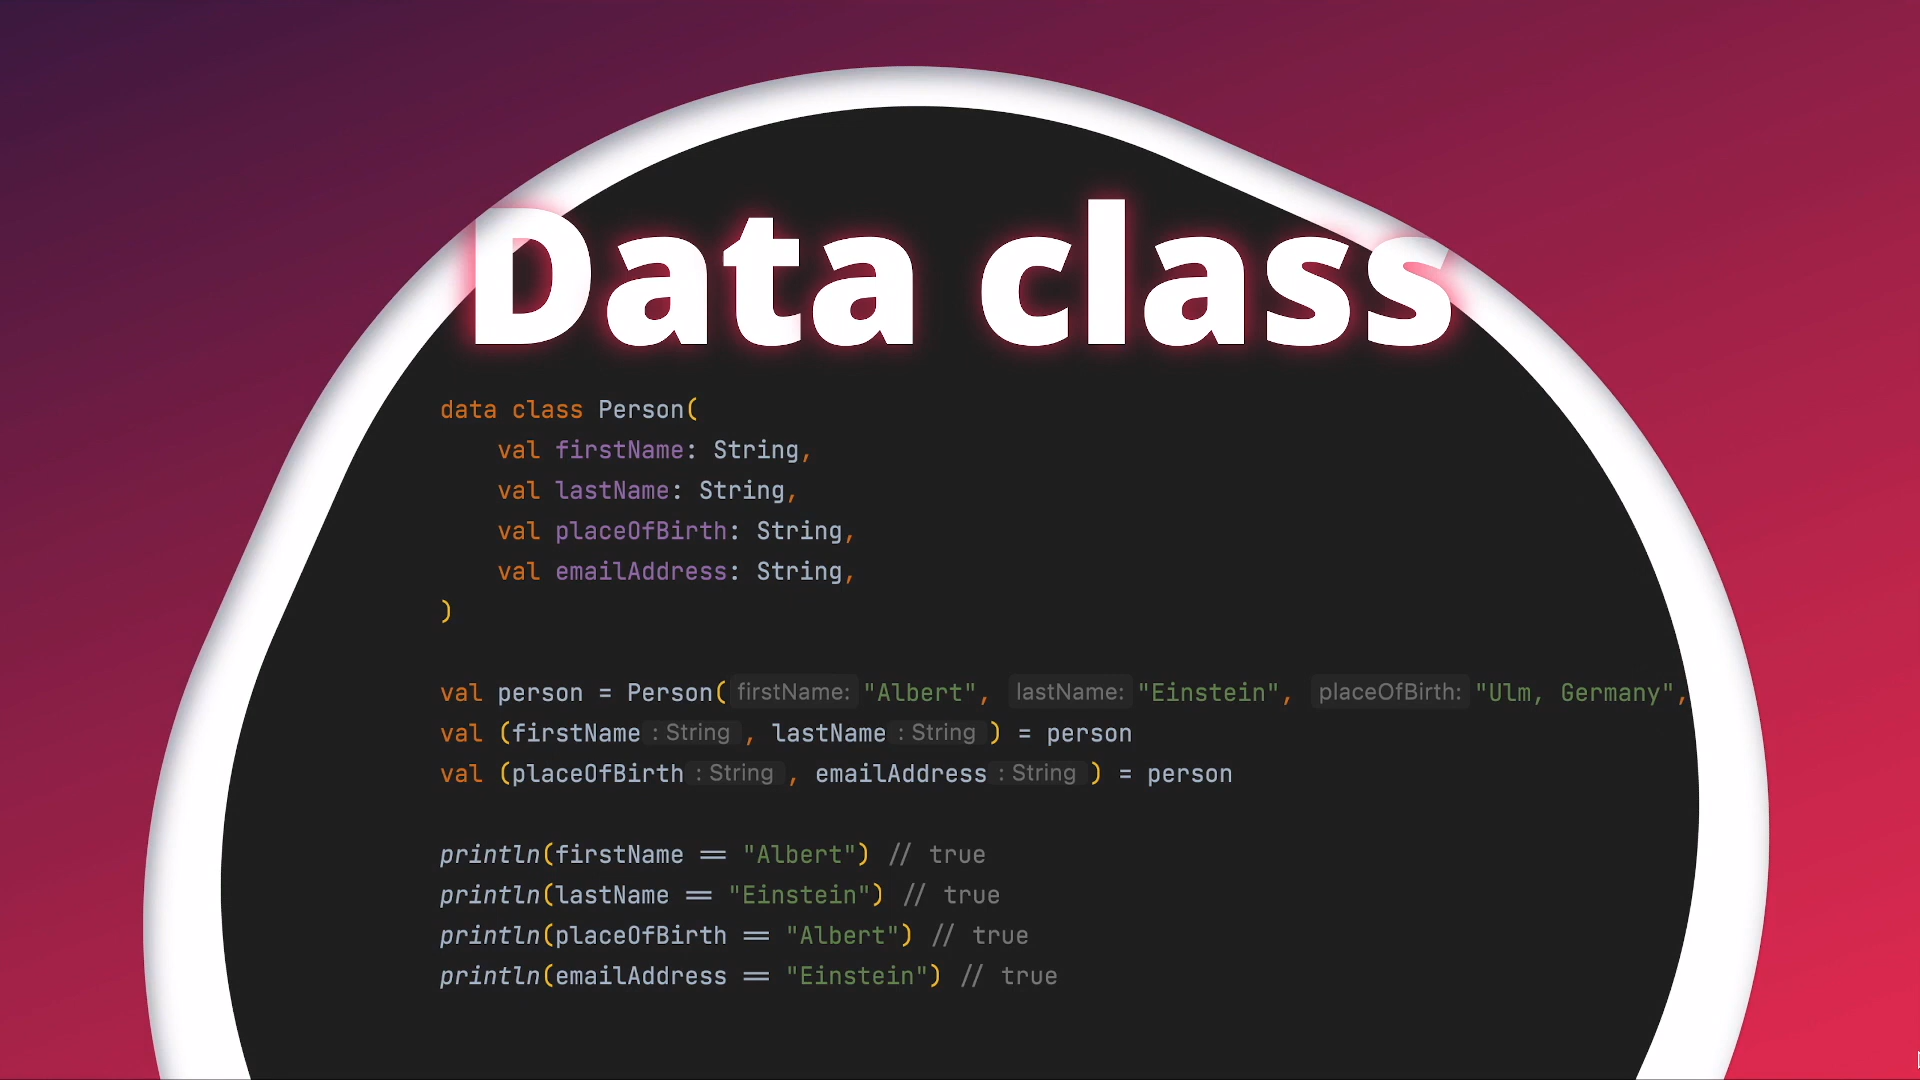 Data class
data class Person(
    val firstName: String,
    val lastName: String,
    val placeOfBirth: String,
    val emailAddress: String,
)
val person = Person( firstName: "Albert", lastName: "Einstein", placeOfBirth: "Ulm, Germany",
val (firstName : String , lastName : String ) = person
val (placeOfBirth : String , emailAddress : String ) = person
println(firstName == "Albert") // true
println(lastName == "Einstein") // true
println(placeOfBirth == "Albert") // true
println(emailAddress == "Einstein") // true